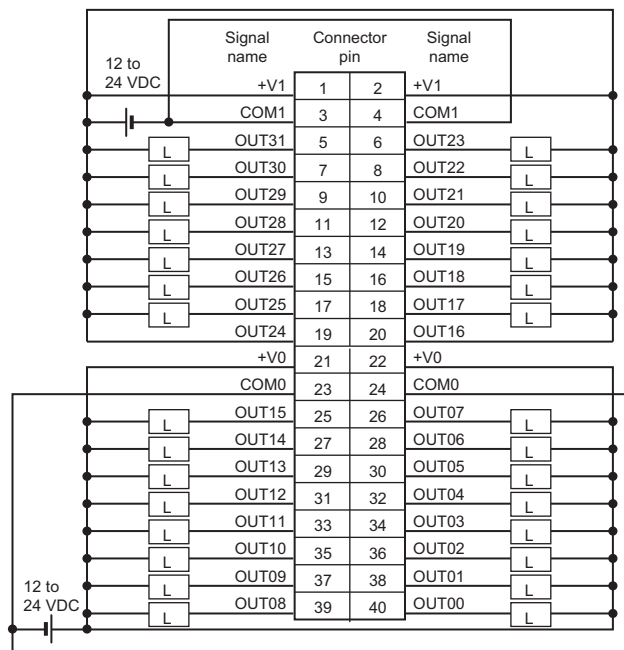 Signal name Connector pin Signal name
12 to 24 VDC
+V1 1 2 +V1
COM1 3 4 COM1
L OUT31 5 6 OUT23 L
L OUT30 7 8 OUT22 L
L OUT29 9 10 OUT21 L
L OUT28 11 12 OUT20 L
L OUT27 13 14 OUT19 L
L OUT26 15 16 OUT18 L
L OUT25 17 18 OUT17 L
OUT24 19 20 OUT16
+V0 21 22 +V0
COM0 23 24 COM0
L OUT15 25 26 OUT07 L
L OUT14 27 28 OUT06 L
L OUT13 29 30 OUT05 L
L OUT12 31 32 OUT04 L
L OUT11 33 34 OUT03 L
L OUT10 35 36 OUT02 L
L OUT09 37 38 OUT01 L
12 to 24 VDC
L OUT08 39 40 OUT00 L